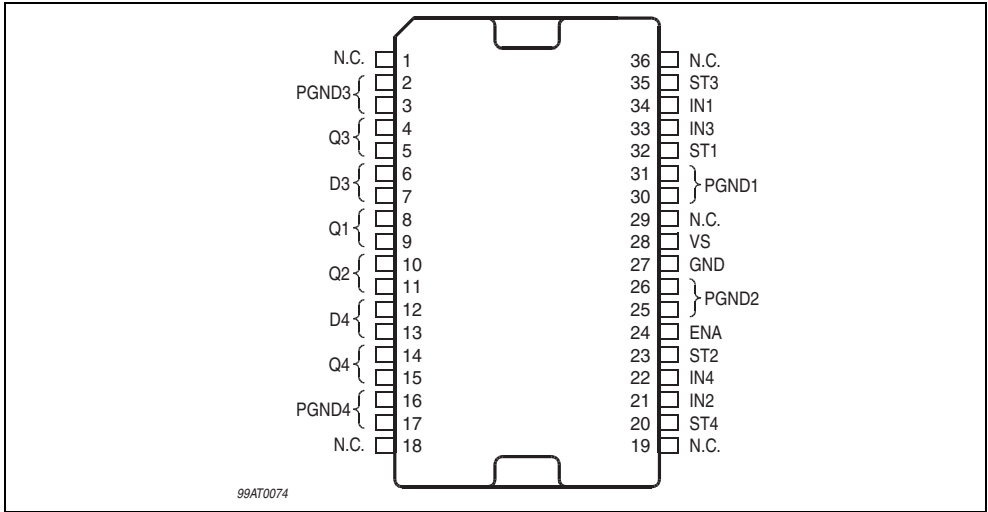 N.C. 1 36 N.C.
PGND3 2 35 ST3
3 34 IN1
Q3 4 33 IN3
5 32 ST1
D3 6 31 PGND1
7 30
Q1 8 29 N.C.
9 28 VS
Q2 10 27 GND
11 26 PGND2
D4 12 25
13 24 ENA
Q4 14 23 ST2
15 22 IN4
PGND4 16 21 IN2
17 20 ST4
N.C. 18 19 N.C.
99AT0074